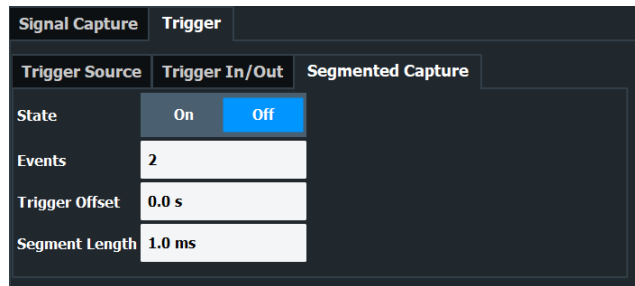 Signal Capture Trigger
Trigger Source Trigger In/Out Segmented Capture
State On Off
Events 2
Trigger Offset 0.0 s
Segment Length 1.0 ms